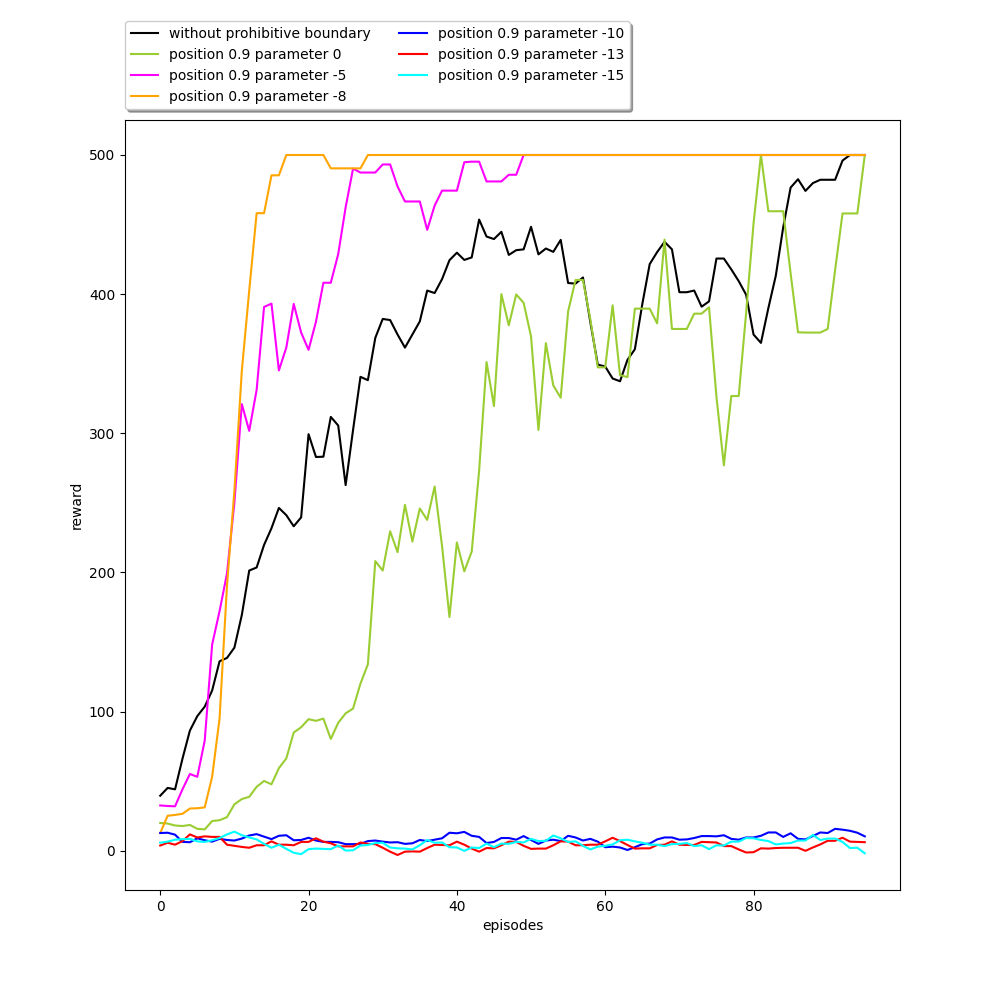 without prohibitive boundary
position 0.9 parameter 0
position 0.9 parameter -5
position 0.9 parameter -8
position 0.9 parameter -10
position 0.9 parameter -13
position 0.9 parameter -15
500
400
300
200
100
0
reward
0 20 40 60 80
episodes